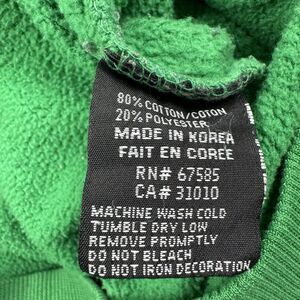 80% COTTON/COTON
20% POLYESTER
MADE IN KOREA
FAIT EN COREE
RN# 67585
CA# 31010
MACHINE WASH COLD
TUMBLE DRY LOW
REMOVE PROMPTLY
DO NOT BLEACH
DO NOT IRON DECORATION